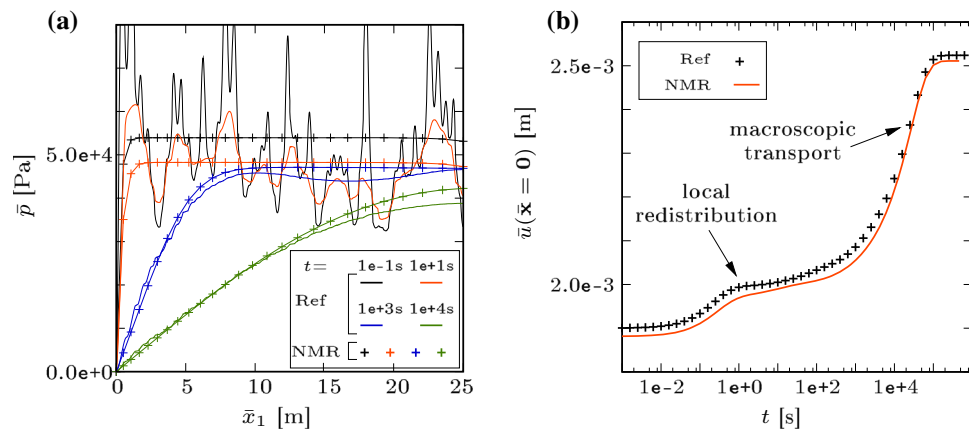 (a)
p̄ [Pa]
5.0e+4
0.0e+0
0 5 10 15 20 25
x̄₁ [m]
t= 1e-1s 1e+1s
Ref
1e+3s 1e+4s
NMR
(b)
ū(x̄ = 0) [m]
2.5e-3
2.0e-3
Ref
NMR
macroscopic
transport
local
redistribution
1e-2 1e+0 1e+2 1e+4
t [s]